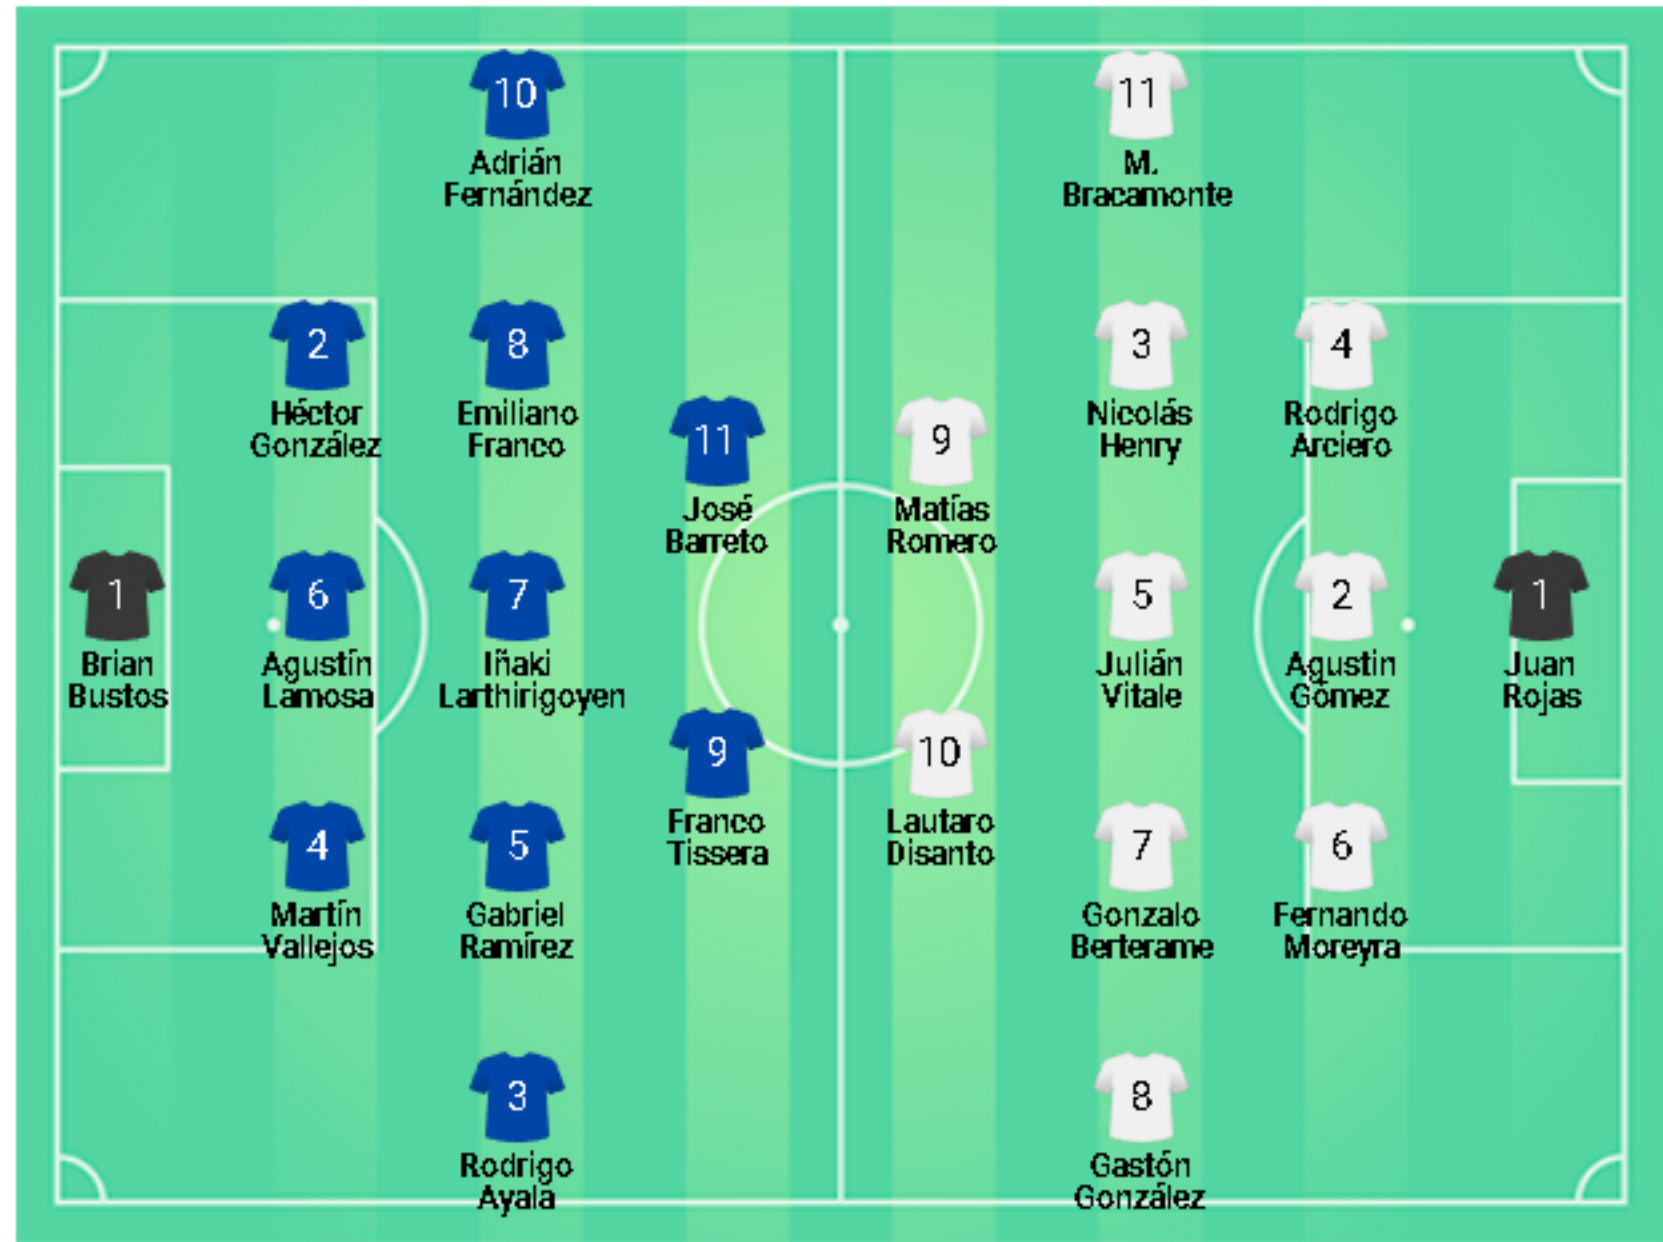 10
Adrián
Fernández
11
M.
Bracamonte
2
Héctor
González
8
Emiliano
Franco
3
Nicolás
Henry
4
Rodrigo
Arciero
11
José
Barreto
9
Matías
Romero
1
Brian
Bustos
6
Agustín
Lamosa
7
Iñaki
Larthirigoyen
5
Julián
Vitale
2
Agustin
Gómez
1
Juan
Rojas
9
Franco
Tissera
10
Lautaro
Disanto
4
Martín
Vallejos
5
Gabriel
Ramírez
7
Gonzalo
Berterame
6
Fernando
Moreyra
3
Rodrigo
Ayala
8
Gastón
González